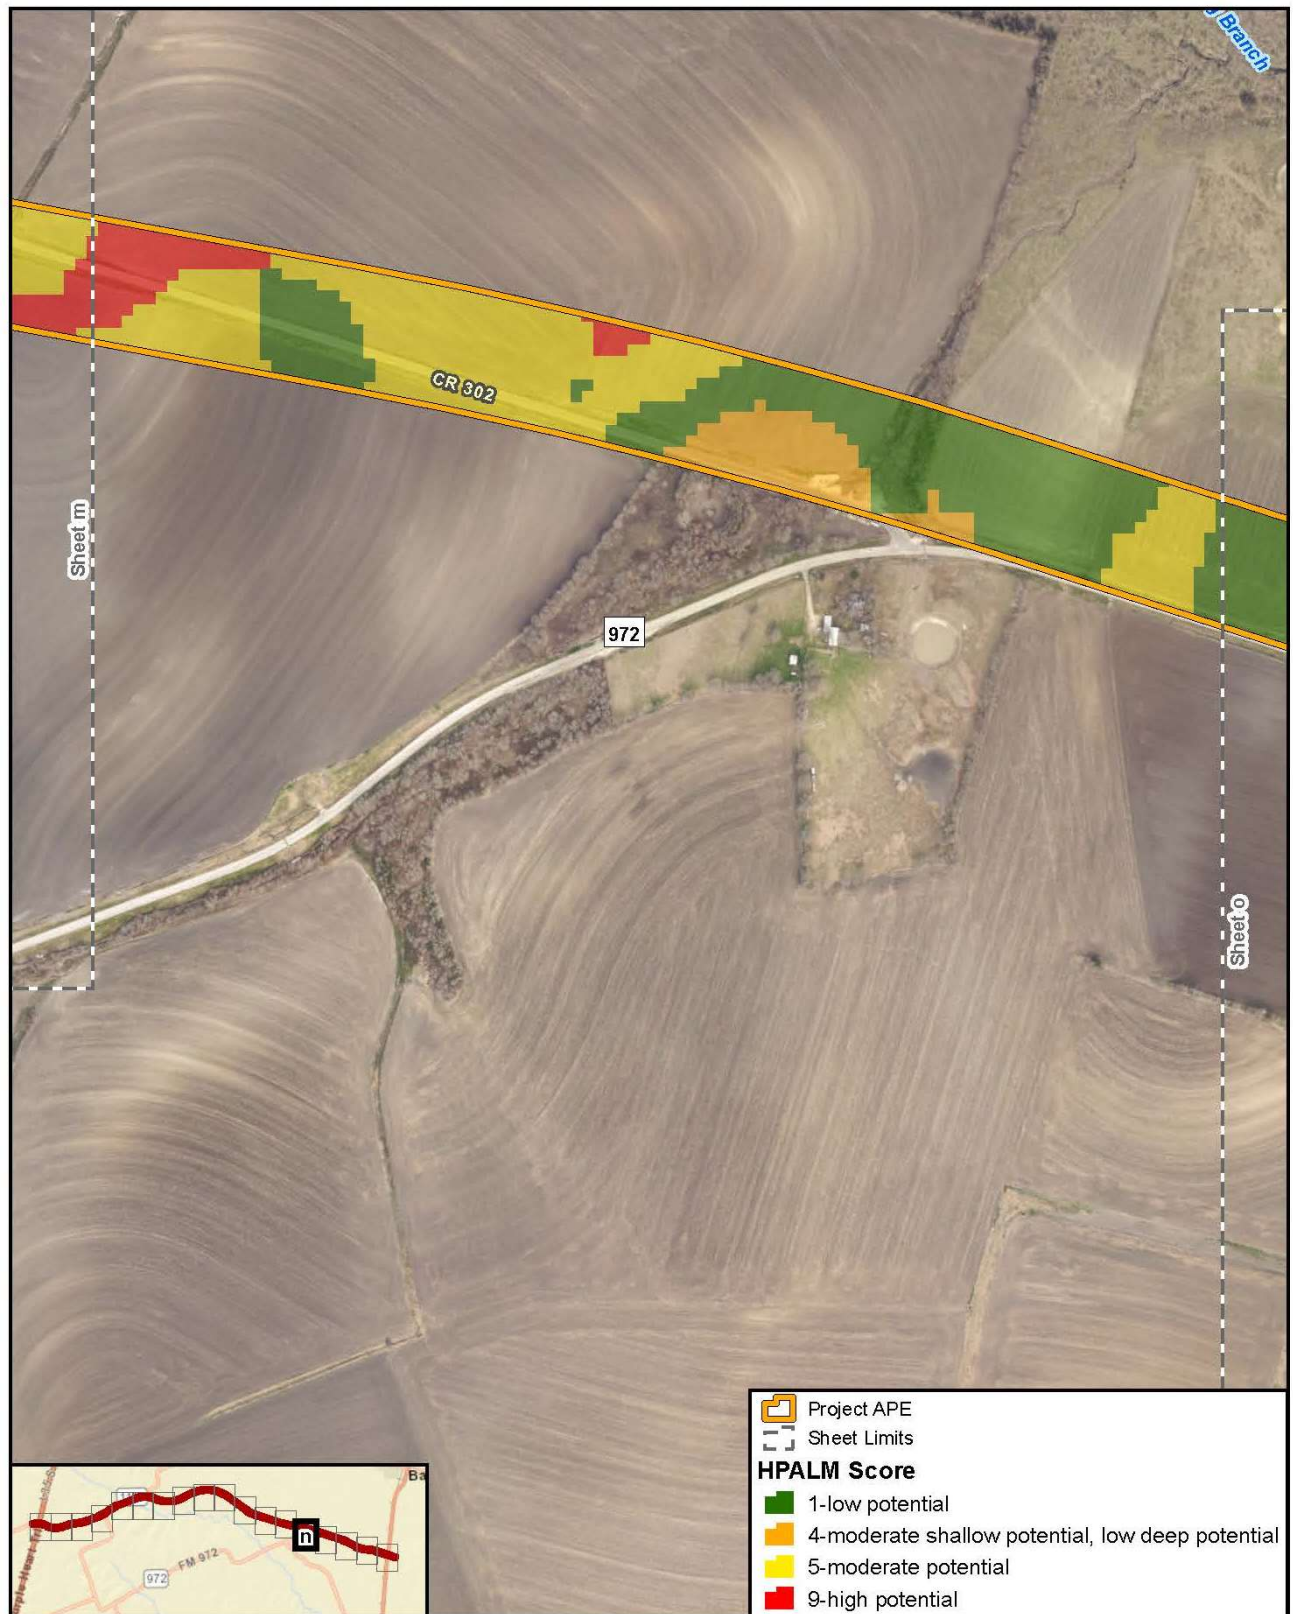 Branch
CR 302
Sheet m
972
Sheet o
Project APE
Sheet Limits
HPALM Score
1-low potential
4-moderate shallow potential, low deep potential
5-moderate potential
9-high potential
Ba
n
FM 972
972